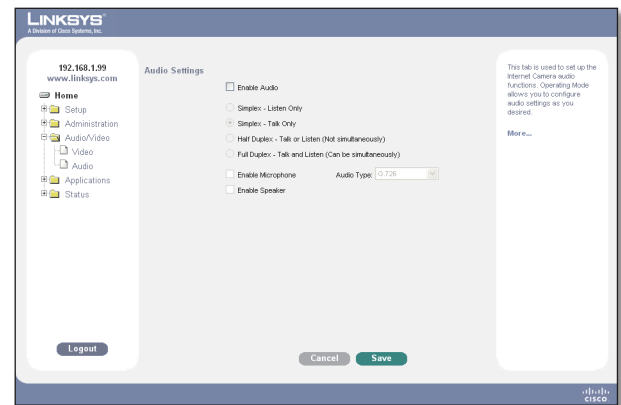 LINKSYS®
A Division of Cisco Systems, Inc.
192.168.1.99
www.linksys.com
Home
Setup
Administration
Audio/Video
Video
Audio
Applications
Status
Logout
Audio Settings
Enable Audio
Simplex - Listen Only
Simplex - Talk Only
Half Duplex - Talk or Listen (Not simultaneously)
Full Duplex - Talk and Listen (Can be simultaneously)
Enable Microphone Audio Type: G.726
Enable Speaker
Cancel Save
This tab is used to set up the
Internet Camera audio
functions. Operating Mode
allows you to configure
audio settings as you
desired.
More...
CISCO